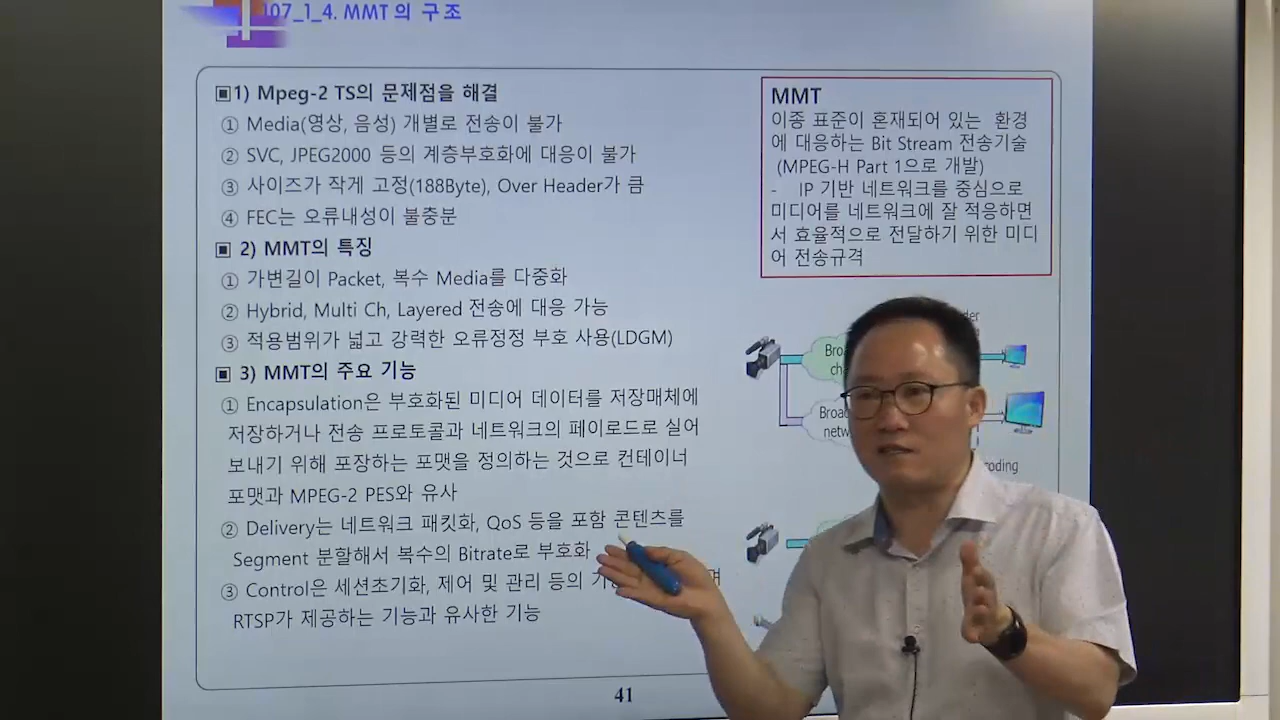 107_1_4. MMT의 구조
▣1) Mpeg-2 TS의 문제점을 해결
① Media(영상, 음성) 개별로 전송이 불가
② SVC, JPEG2000 등의 계층부호화에 대응이 불가
③ 사이즈가 작게 고정(188Byte), Over Header가 큼
④ FEC는 오류내성이 불충분
▣ 2) MMT의 특징
① 가변길이 Packet, 복수 Media를 다중화
② Hybrid, Multi Ch, Layered 전송에 대응 가능
③ 적용범위가 넓고 강력한 오류정정 부호 사용(LDGM)
▣ 3) MMT의 주요 기능
① Encapsulation은 부호화된 미디어 데이터를 저장매체에
저장하거나 전송 프로토콜과 네트워크의 페이로드로 실어
보내기 위해 포장하는 포맷을 정의하는 것으로 컨테이너
포맷과 MPEG-2 PES와 유사
② Delivery는 네트워크 패킷화, QoS 등을 포함 콘텐츠를
Segment 분할해서 복수의 Bitrate로 부호화
③ Control은 세션초기화, 제어 및 관리 등의
RTSP가 제공하는 기능과 유사한 기능
MMT
이종 표준이 혼재되어 있는 환경
에 대응하는 Bit Stream 전송기술
(MPEG-H Part 1으로 개발)
- IP 기반 네트워크를 중심으로
미디어를 네트워크에 잘 적응하면
서 효율적으로 전달하기 위한 미디
어 전송규격
41